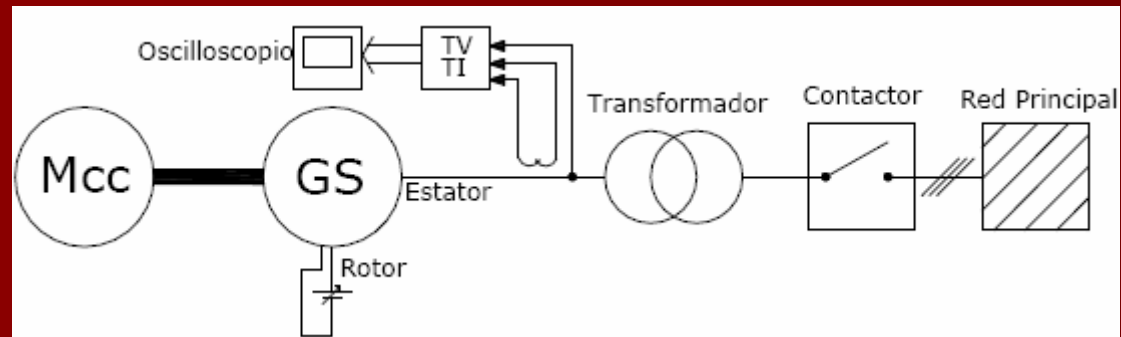 Oscilloscopio
TV
TI
Transformador
Contactor
Red Principal
Mcc
GS
Estator
Rotor